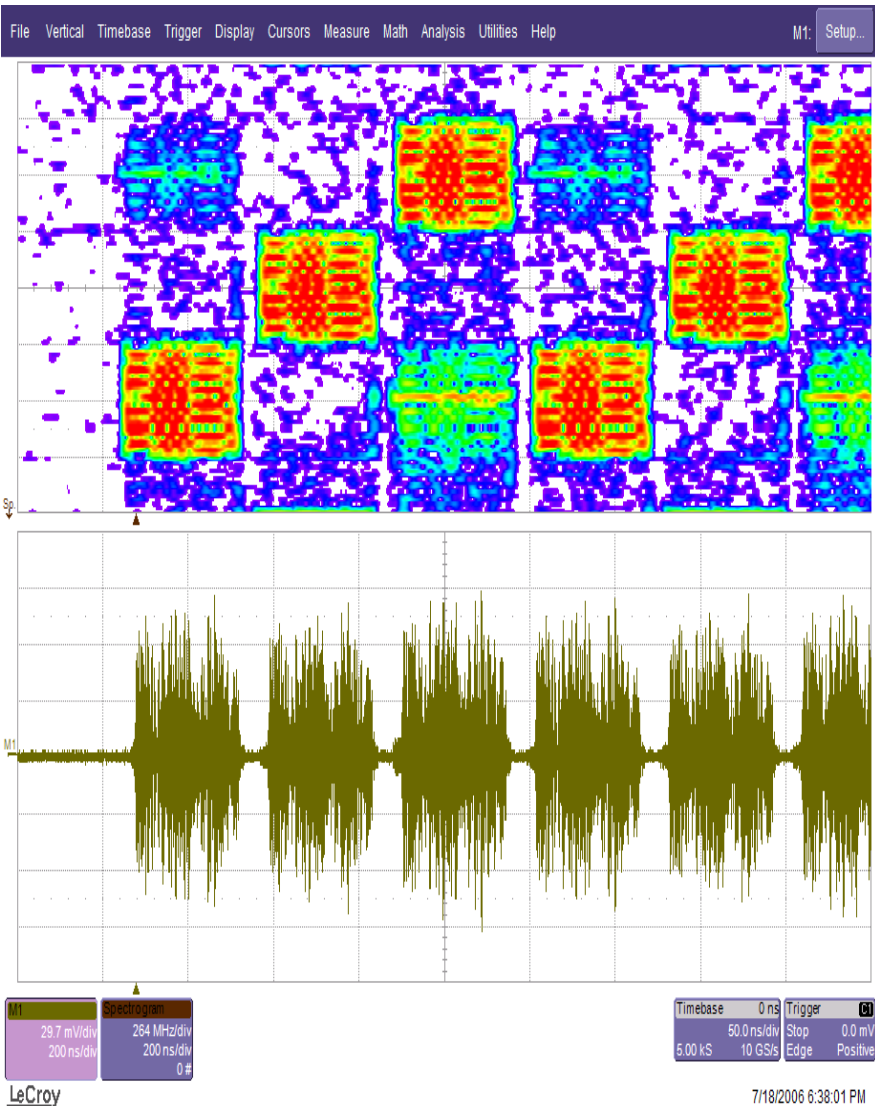 File Vertical Timebase Trigger Display Cursors Measure Math Analysis Utilities Help M1: Setup...
Sp.
M1
M1 Spectrogram Timebase 0 ns Trigger C1
29.7 mV/div 264 MHz/div 50.0 ns/div Stop 0.0 mV
200 ns/div 200 ns/div 5.00 kS 10 GS/s Edge Positive
0 #
LeCroy 7/18/2006 6:38:01 PM